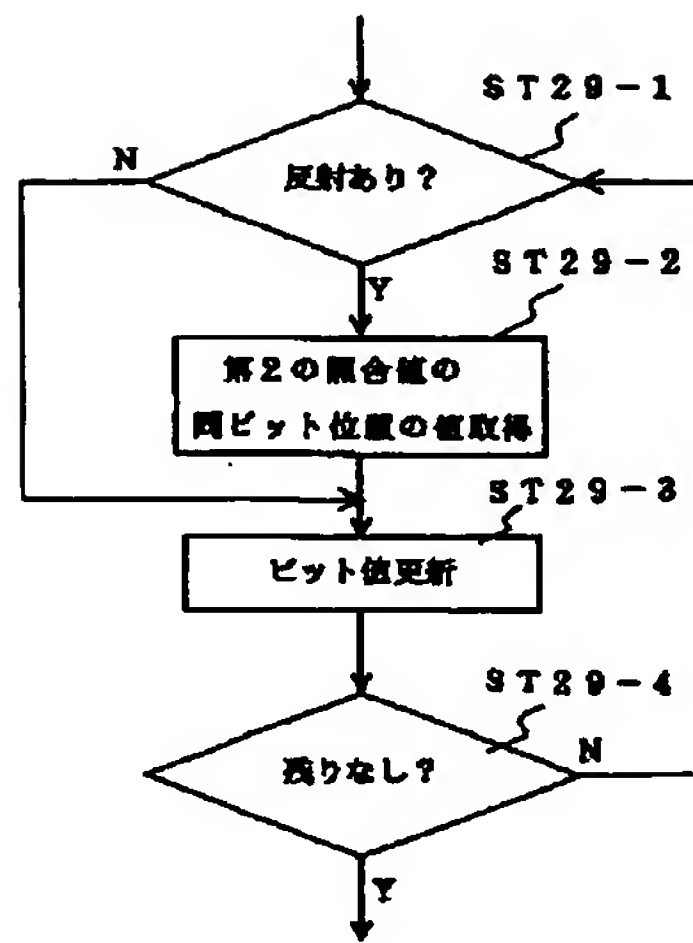 ST29-1
N
反射あり?
ST29-2
Y
第2の照合値の
同ビット位置の値取得
ST29-3
ビット値更新
ST29-4
残りなし?
N
Y